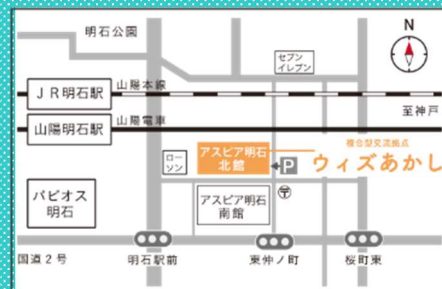 明石公園
N
セブン
イレブン
JR明石駅
山陽本線
至神戸
山陽明石駅
山陽電車
ローソン
アスピア明石
北館
P
複合型交流拠点
ウィズあかし
〒
パピオス
明石
アスピア明石
南館
国道2号
明石駅前
東仲ノ町
桜町東